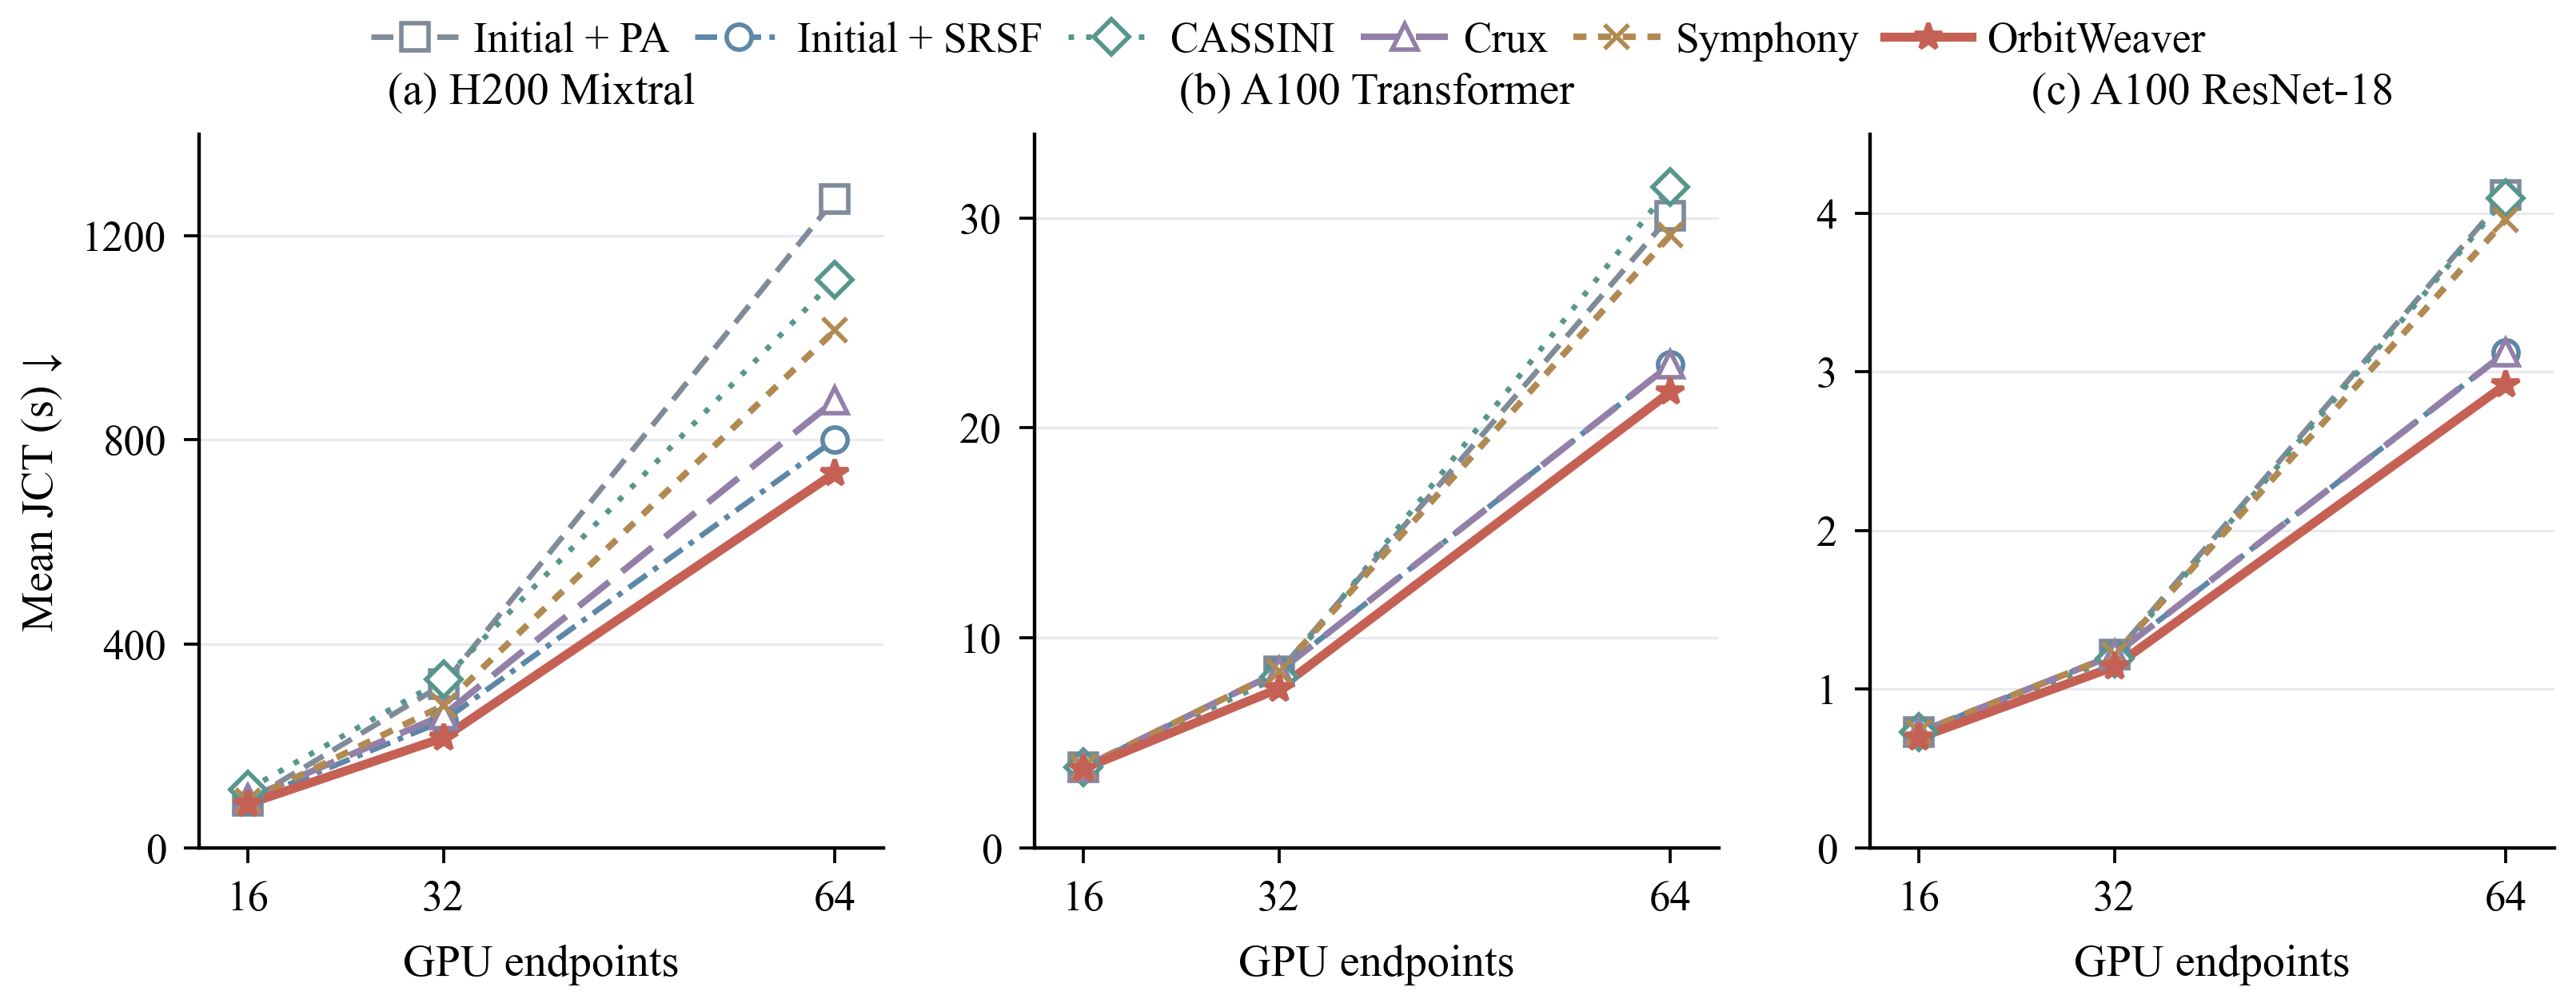 Initial + PA Initial + SRSF CASSINI Crux Symphony OrbitWeaver
(a) H200 Mixtral
Mean JCT (s) ↓
1200
800
400
0
16 32 64
GPU endpoints
(b) A100 Transformer
30
20
10
0
16 32 64
GPU endpoints
(c) A100 ResNet-18
4
3
2
1
0
16 32 64
GPU endpoints